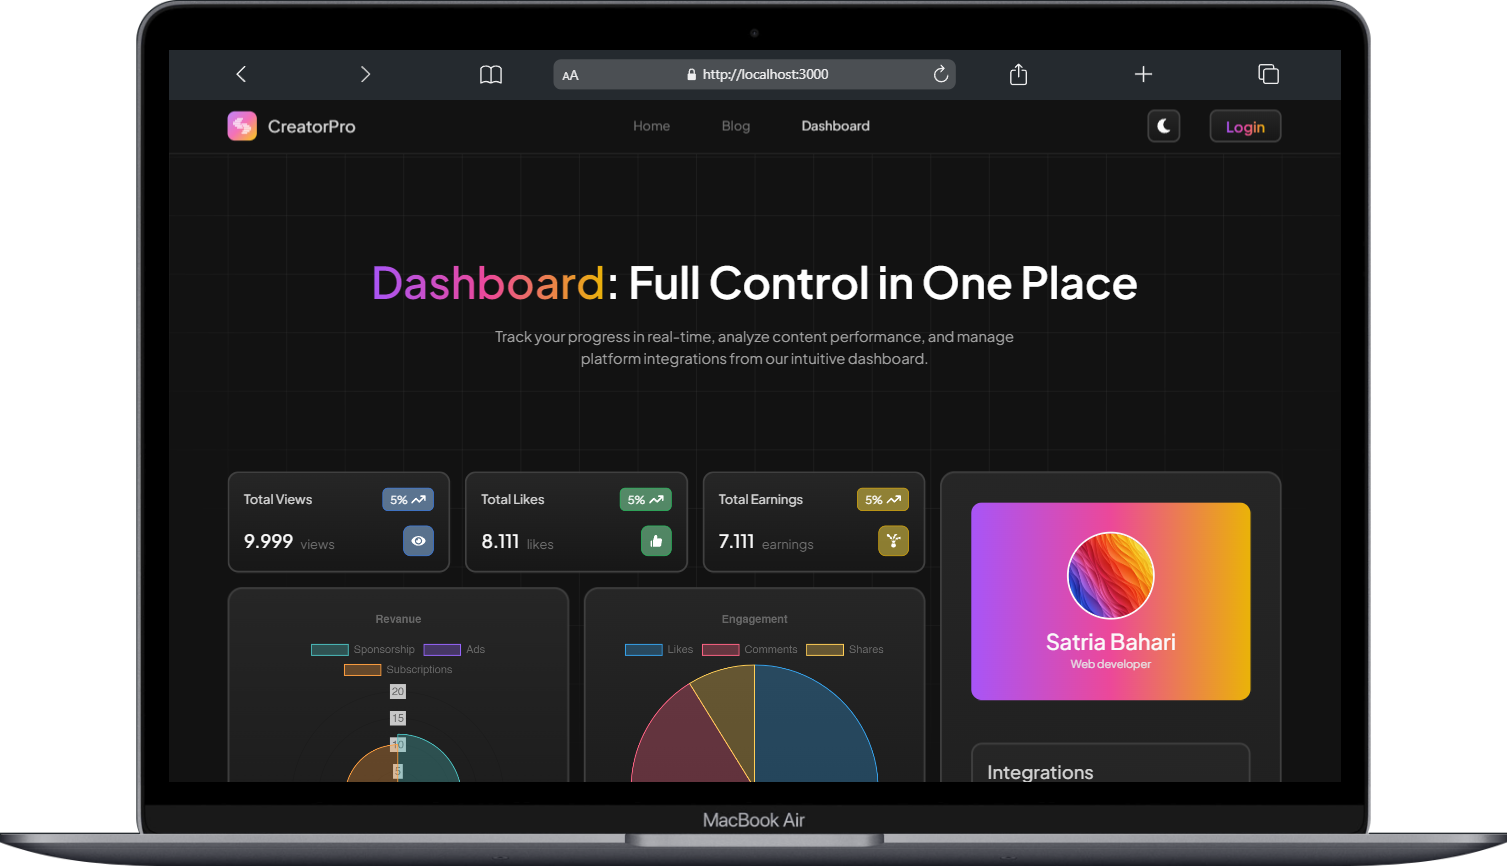 AA
http://localhost:3000
CreatorPro
Home
Blog
Dashboard
Login
Dashboard: Full Control in One Place
Track your progress in real-time, analyze content performance, and manage
platform integrations from our intuitive dashboard.
Total Views
5%
9.999 views
Total Likes
5%
8.111 likes
Total Earnings
5%
7.111 earnings
Revanue
Sponsorship
Ads
Subscriptions
20
15
10
5
Engagement
Likes
Comments
Shares
Satria Bahari
Web developer
Integrations
MacBook Air